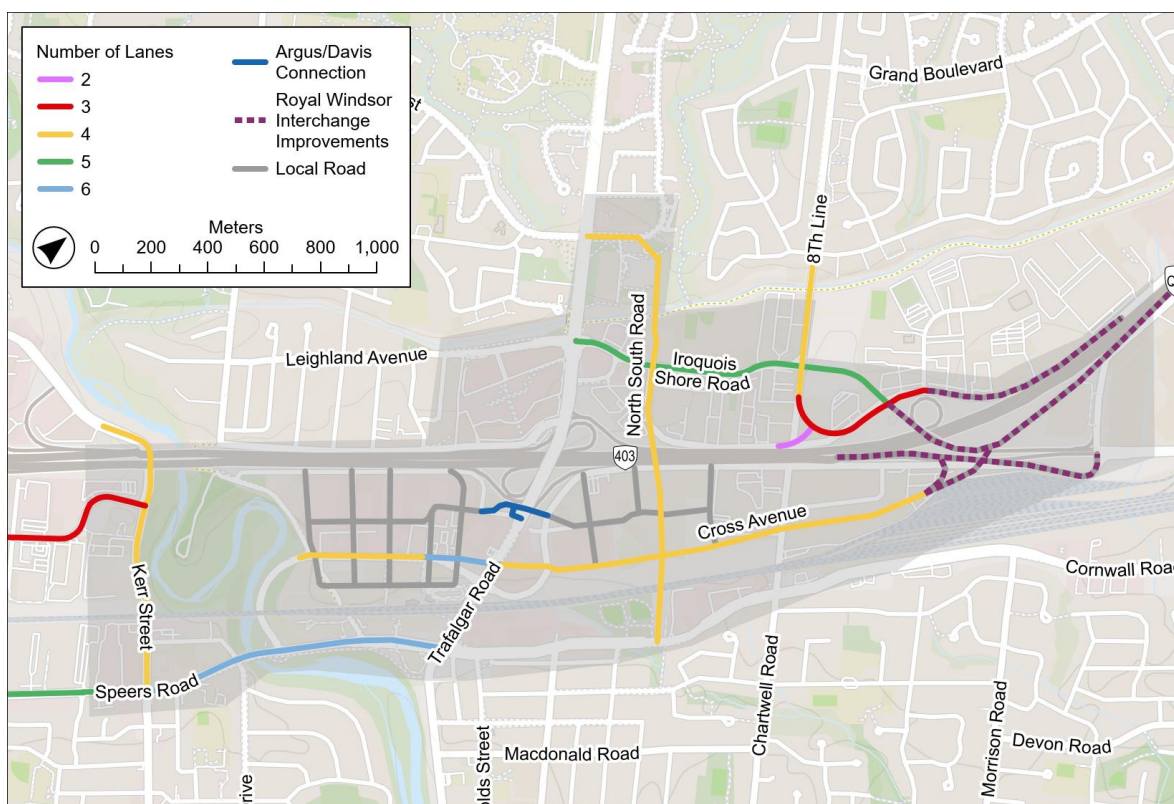 Number of Lanes
2
3
4
5
6
Argus/Davis
Connection
Royal Windsor
Interchange
Improvements
Local Road
Meters
0 200 400 600 800 1,000
st
Grand Boulevard
8Th Line
Q
Leighland Avenue
North South Road
Iroquois
Shore Road
403
Cross Avenue
Kerr Street
Trafalgar Road
Cornwall Road
Speers Road
Chartwell Road
Morrison Road
Devon Road
Macdonald Road
olds Street
rive